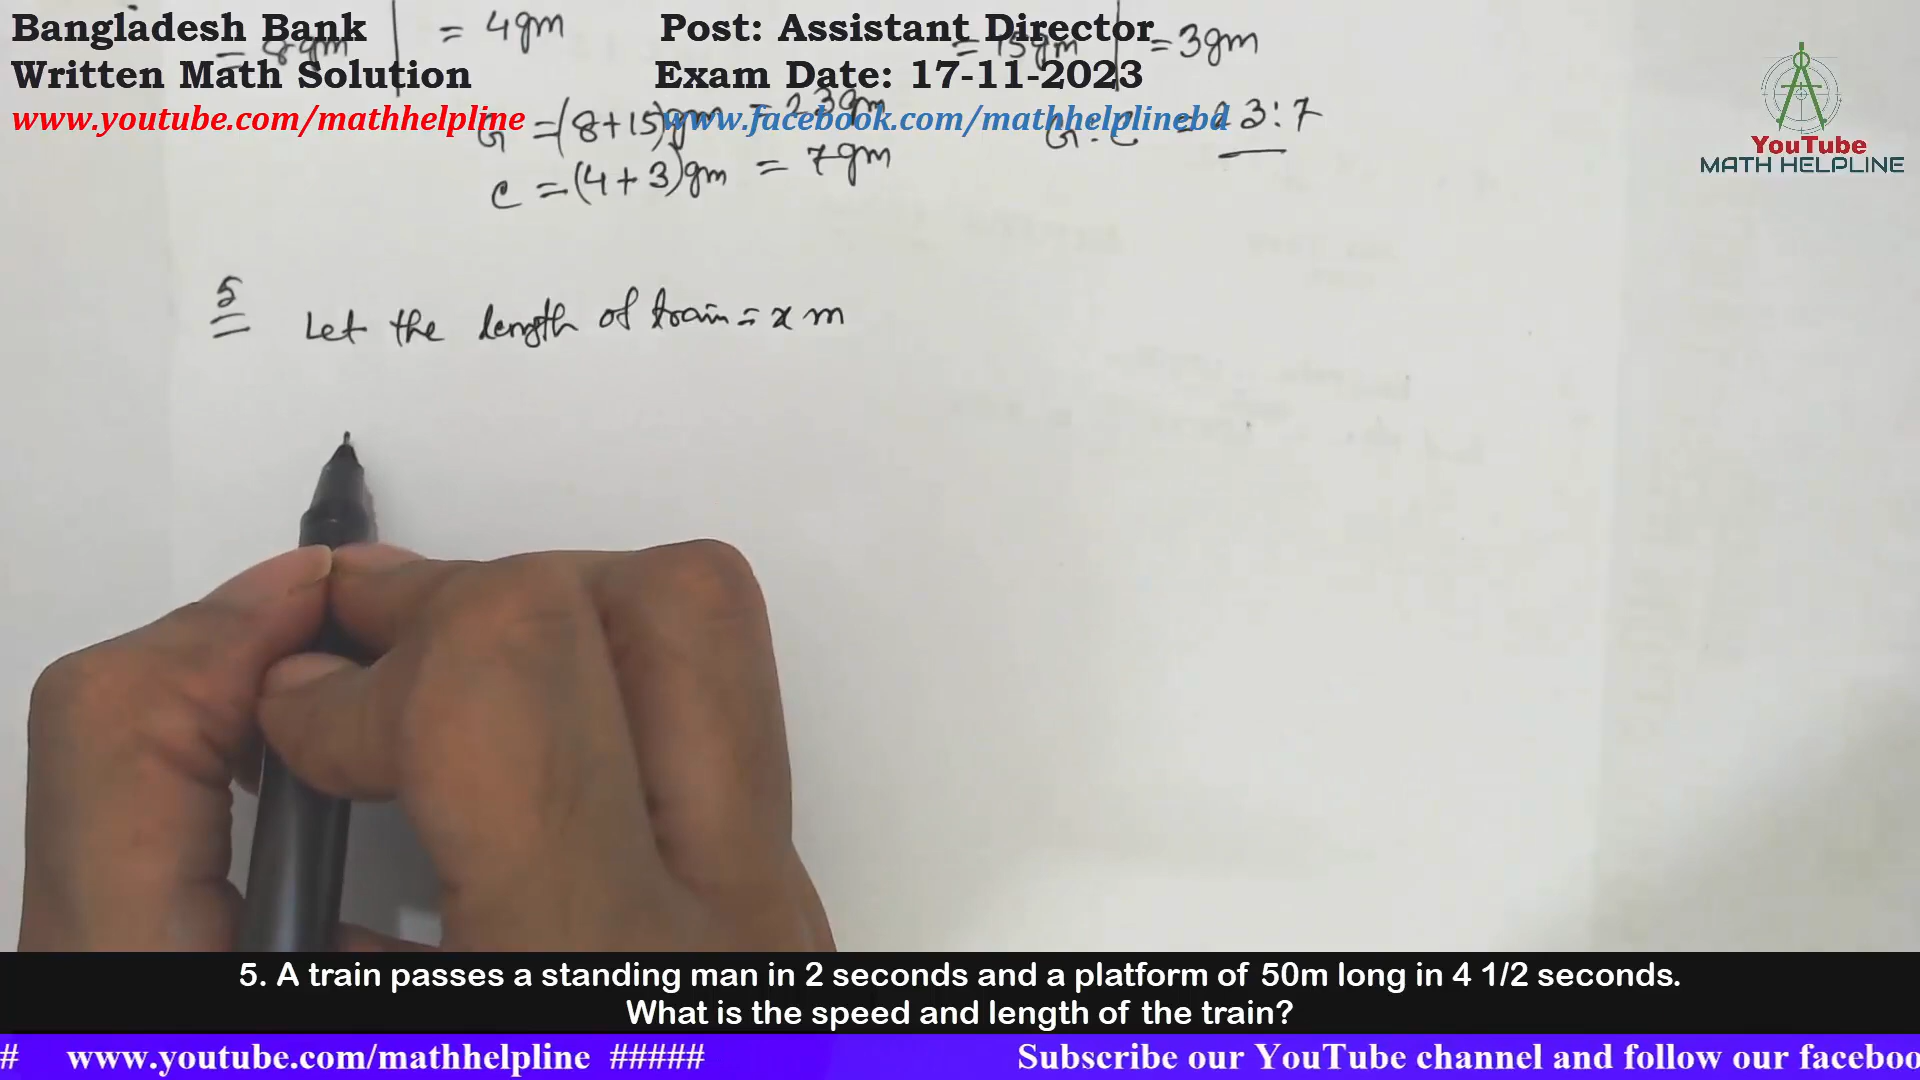 Bangladesh Bank
Post: Assistant Director
= 8gm = 4gm = 15gm = 3gm
Written Math Solution
Exam Date: 17-11-2023
www.youtube.com/mathhelpline
www.facebook.com/mathhelplinebd
G = (8+15)gm = 23gm
G : C = 23 : 7
C = (4+3)gm = 7gm
YouTube
MATH HELPLINE
5 Let the length of train = x m
5. A train passes a standing man in 2 seconds and a platform of 50m long in 4 1/2 seconds.
What is the speed and length of the train?
# www.youtube.com/mathhelpline ##### Subscribe our YouTube channel and follow our faceboo